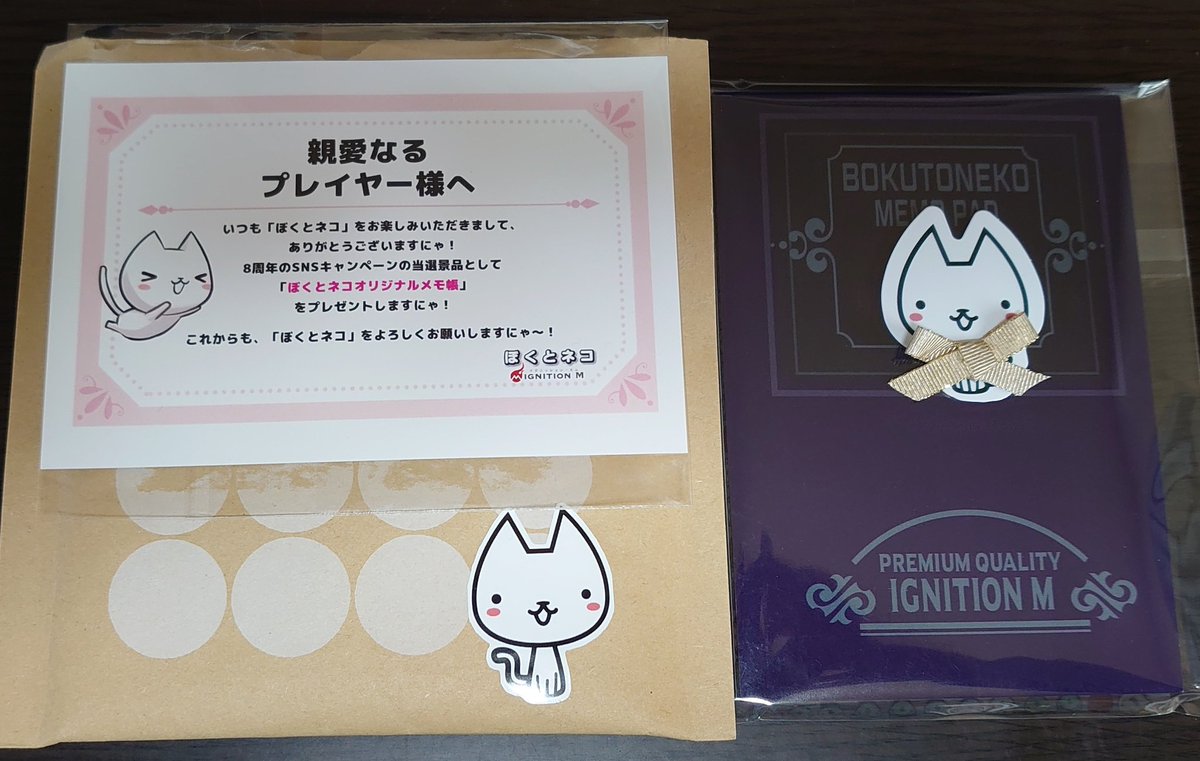 親愛なる
プレイヤー様へ
いつも「ぼくとネコ」をお楽しみいただきまして、
ありがとうございますにゃ！
8周年のSNSキャンペーンの当選景品として
「ぼくとネコオリジナルメモ帳」
をプレゼントしますにゃ！
これからも、「ぼくとネコ」をよろしくお願いしますにゃ～！
ぼくとネコ
IGNITION M
BOKUTONEKO
MEMO PAD
PREMIUM QUALITY
IGNITION M